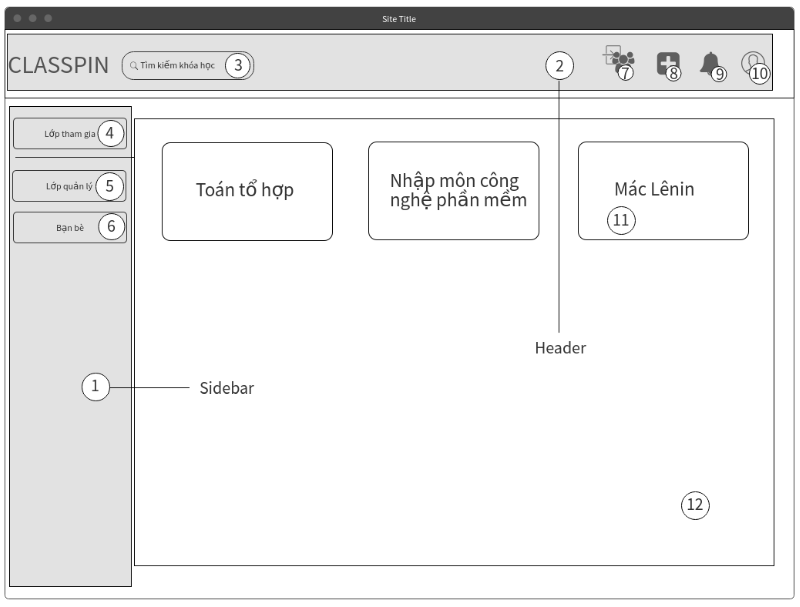 Site Title
CLASSPIN
Tìm kiếm khóa học
3
2
7
8
9
10
Lớp tham gia
4
Lớp quản lý
5
Bạn bè
6
Toán tổ hợp
Nhập môn công
nghệ phần mềm
Mác Lênin
11
Header
1
Sidebar
12